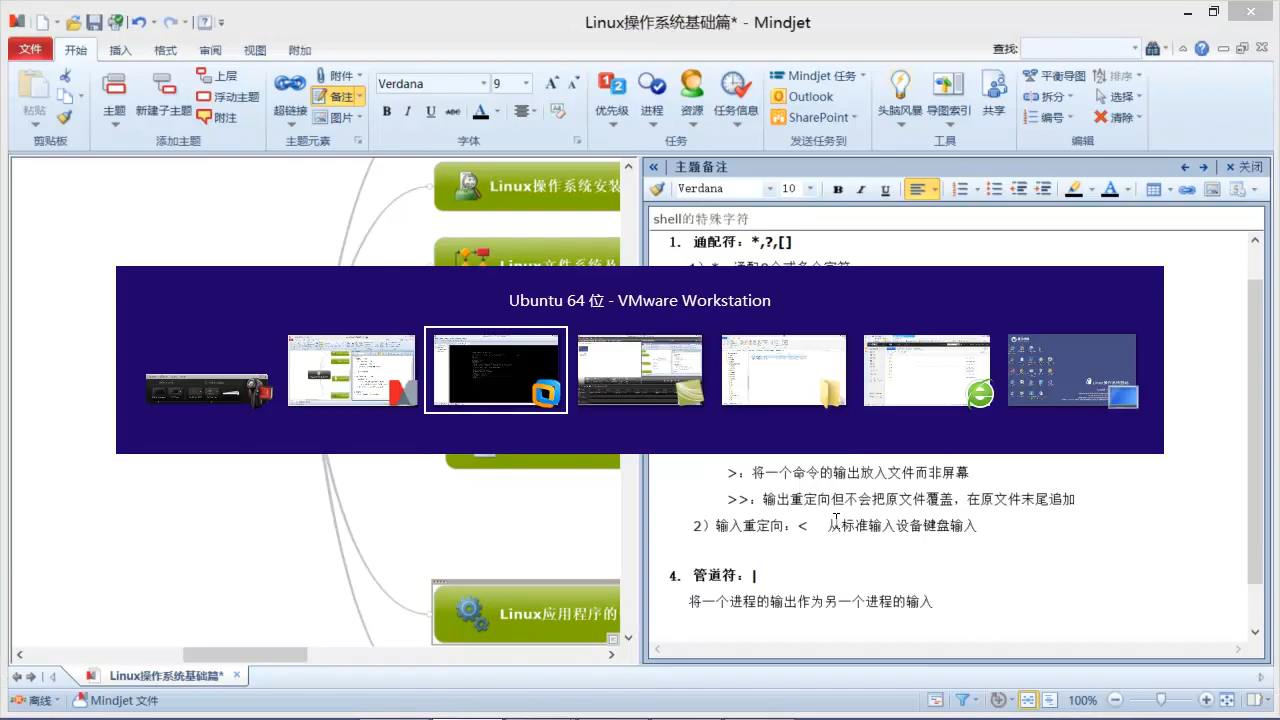 Linux操作系统基础篇* - Mindjet
文件 开始 插入 格式 审阅 视图 附加 查找:
粘贴
剪贴板
主题
新建子主题
上层
浮动主题
附注
添加主题
超链接
附件
备注
图片
主题元素
Verdana 9
B I U abc A
字体
优先级
进程
资源
任务信息
任务
Mindjet 任务
Outlook
SharePoint
发送任务到
头脑风暴
导图索引
共享
工具
平衡导图
拆分
编号
排序
选择
清除
编辑
Linux操作系统安装
Linux文件系统及
Linux应用程序的
主题备注 关闭
Verdana 10 B I U
shell的特殊字符
1. 通配符: *,?,[]
Ubuntu 64 位 - VMware Workstation
>: 将一个命令的输出放入文件而非屏幕
>>: 输出重定向但不会把原文件覆盖, 在原文件末尾追加
2) 输入重定向: < 从标准输入设备键盘输入
4. 管道符: |
将一个进程的输出作为另一个进程的输入
Linux操作系统基础篇*
离线 Mindjet 文件 100%